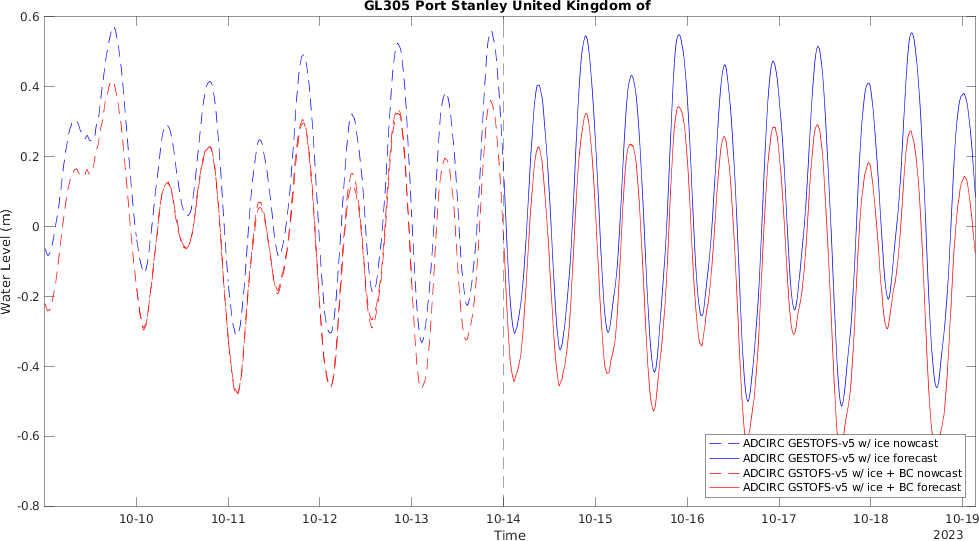 GL305 Port Stanley United Kingdom of
0.6
0.4
0.2
0
-0.2
-0.4
-0.6
-0.8
Water Level (m)
ADCIRC GESTOFS-v5 w/ ice nowcast
ADCIRC GESTOFS-v5 w/ ice forecast
ADCIRC GSTOFS-v5 w/ ice + BC nowcast
ADCIRC GSTOFS-v5 w/ ice + BC forecast
10-10 10-11 10-12 10-13 10-14 10-15 10-16 10-17 10-18 10-19
Time 2023